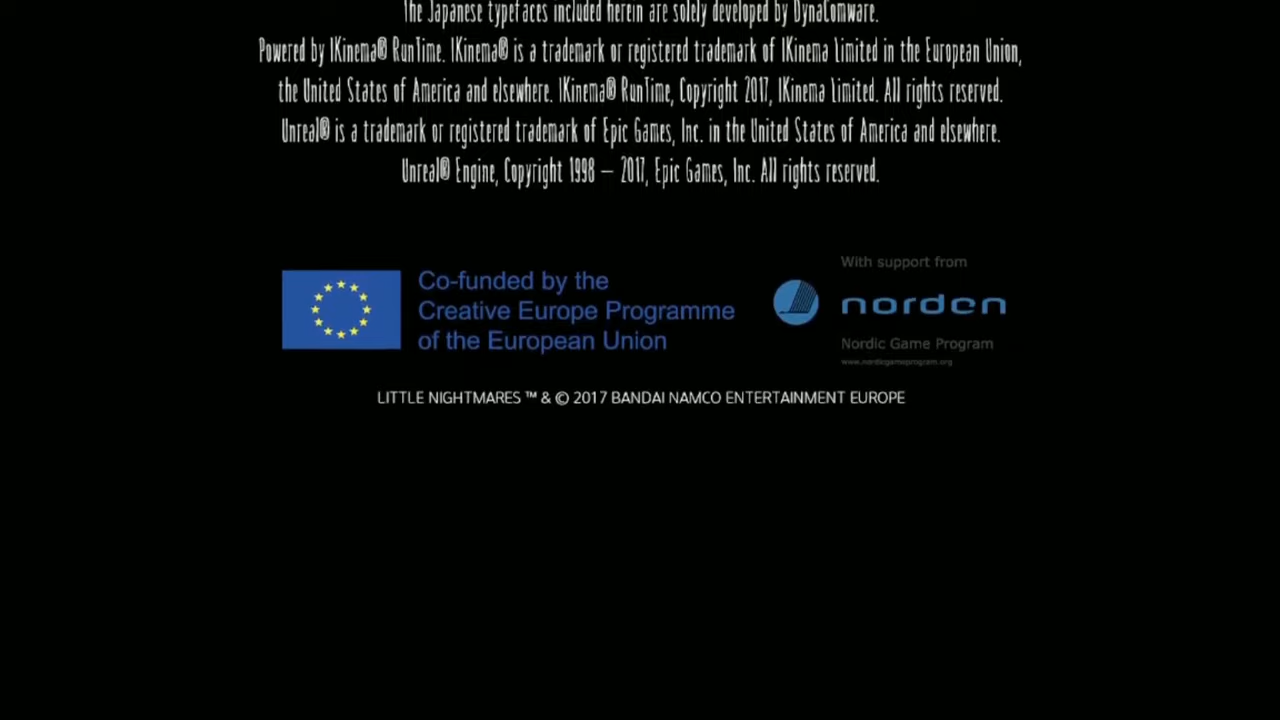 The Japanese typefaces included herein are solely developed by DynaComware.
Powered by IKinema® RunTime. IKinema® is a trademark or registered trademark of IKinema Limited in the European Union,
the United States of America and elsewhere. IKinema® RunTime, Copyright 2017, IKinema Limited. All rights reserved.
Unreal® is a trademark or registered trademark of Epic Games, Inc. in the United States of America and elsewhere.
Unreal® Engine, Copyright 1998 – 2017, Epic Games, Inc. All rights reserved.
Co-funded by the
Creative Europe Programme
of the European Union
With support from
norden
Nordic Game Program
www.nordicgameprogram.org
LITTLE NIGHTMARES ™ & © 2017 BANDAI NAMCO ENTERTAINMENT EUROPE